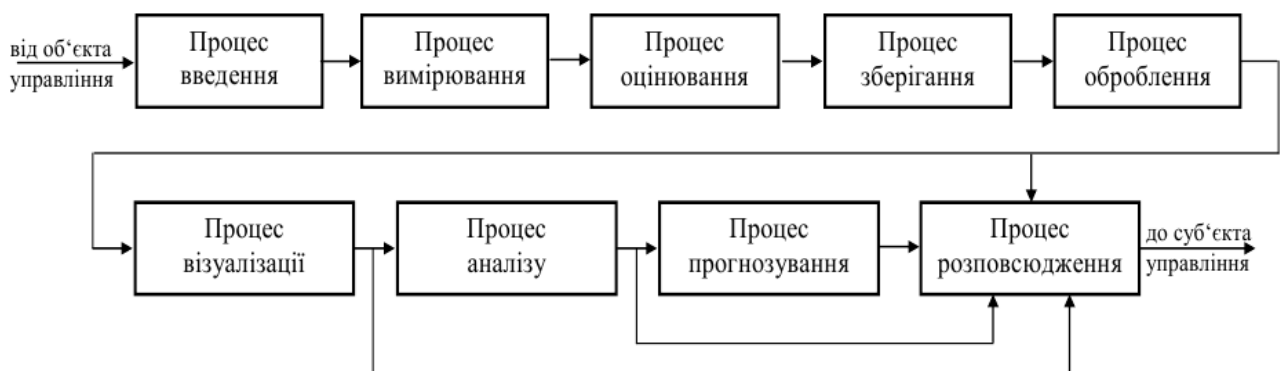 від об‘єкта
управління
Процес
введення
Процес
вимірювання
Процес
оцінювання
Процес
зберігання
Процес
оброблення
Процес
візуалізації
Процес
аналізу
Процес
прогнозування
Процес
розповсюдження
до суб‘єкта
управління